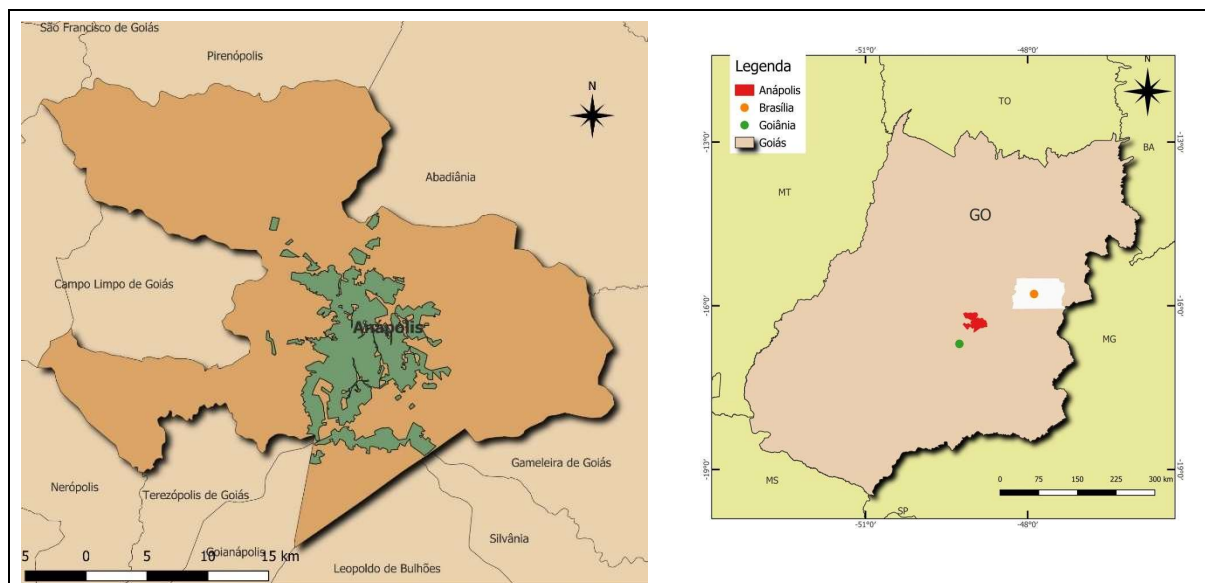 São Francisco de Goiás
Pirenópolis
N
Abadiânia
Campo Limpo de Goiás
Anápolis
Gameleira de Goiás
Nerópolis
Terezópolis de Goiás
Silvânia
Goianápolis
Leopoldo de Bulhões
5 0 5 10 15 km
-51°0' -48°0'
Legenda
Anápolis
Brasília
Goiânia
Goiás
N
TO
-13°0' -13°0'
BA
MT
GO
-16°0' -16°0'
MG
-19°0' -19°0'
MS
0 75 150 225 300 km
SP
-51°0' -48°0'